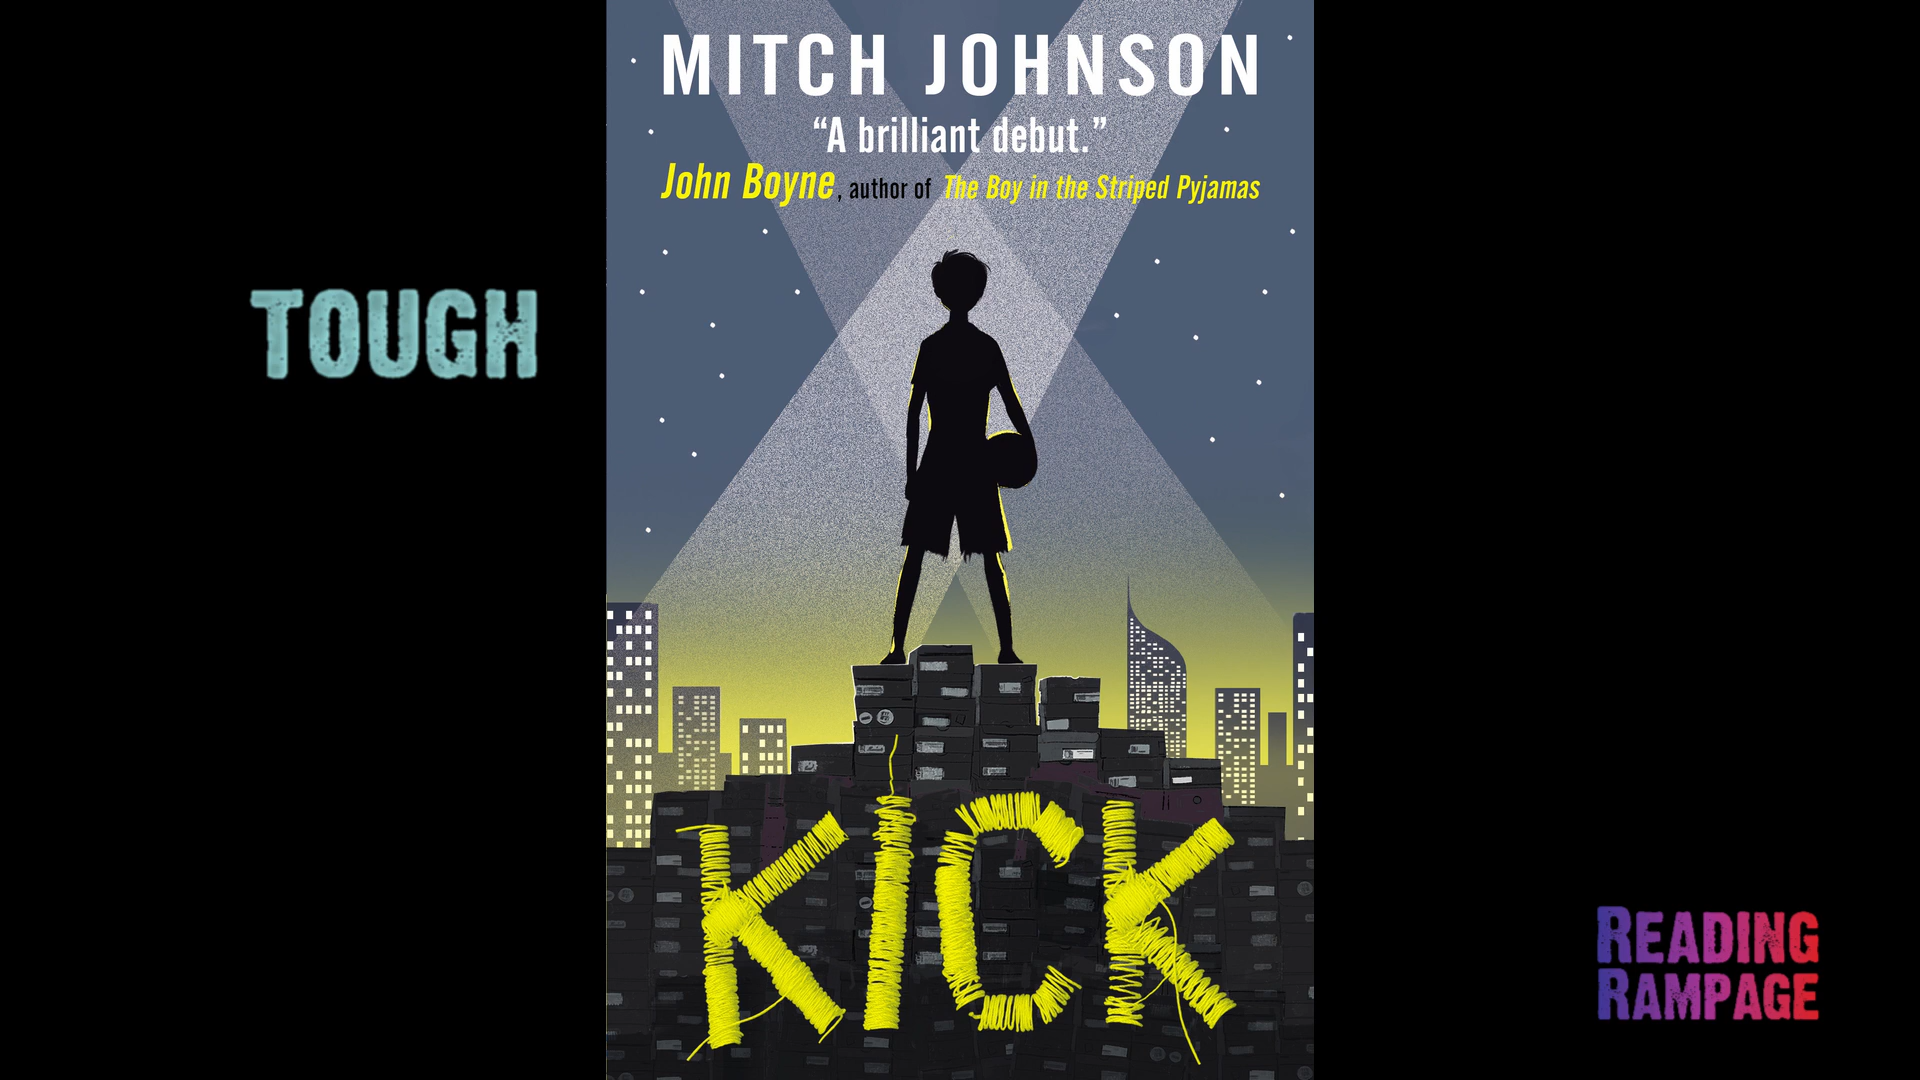 MITCH JOHNSON
“A brilliant debut.”
John Boyne, author of The Boy in the Striped Pyjamas
TOUGH
KICK
READING
RAMPAGE